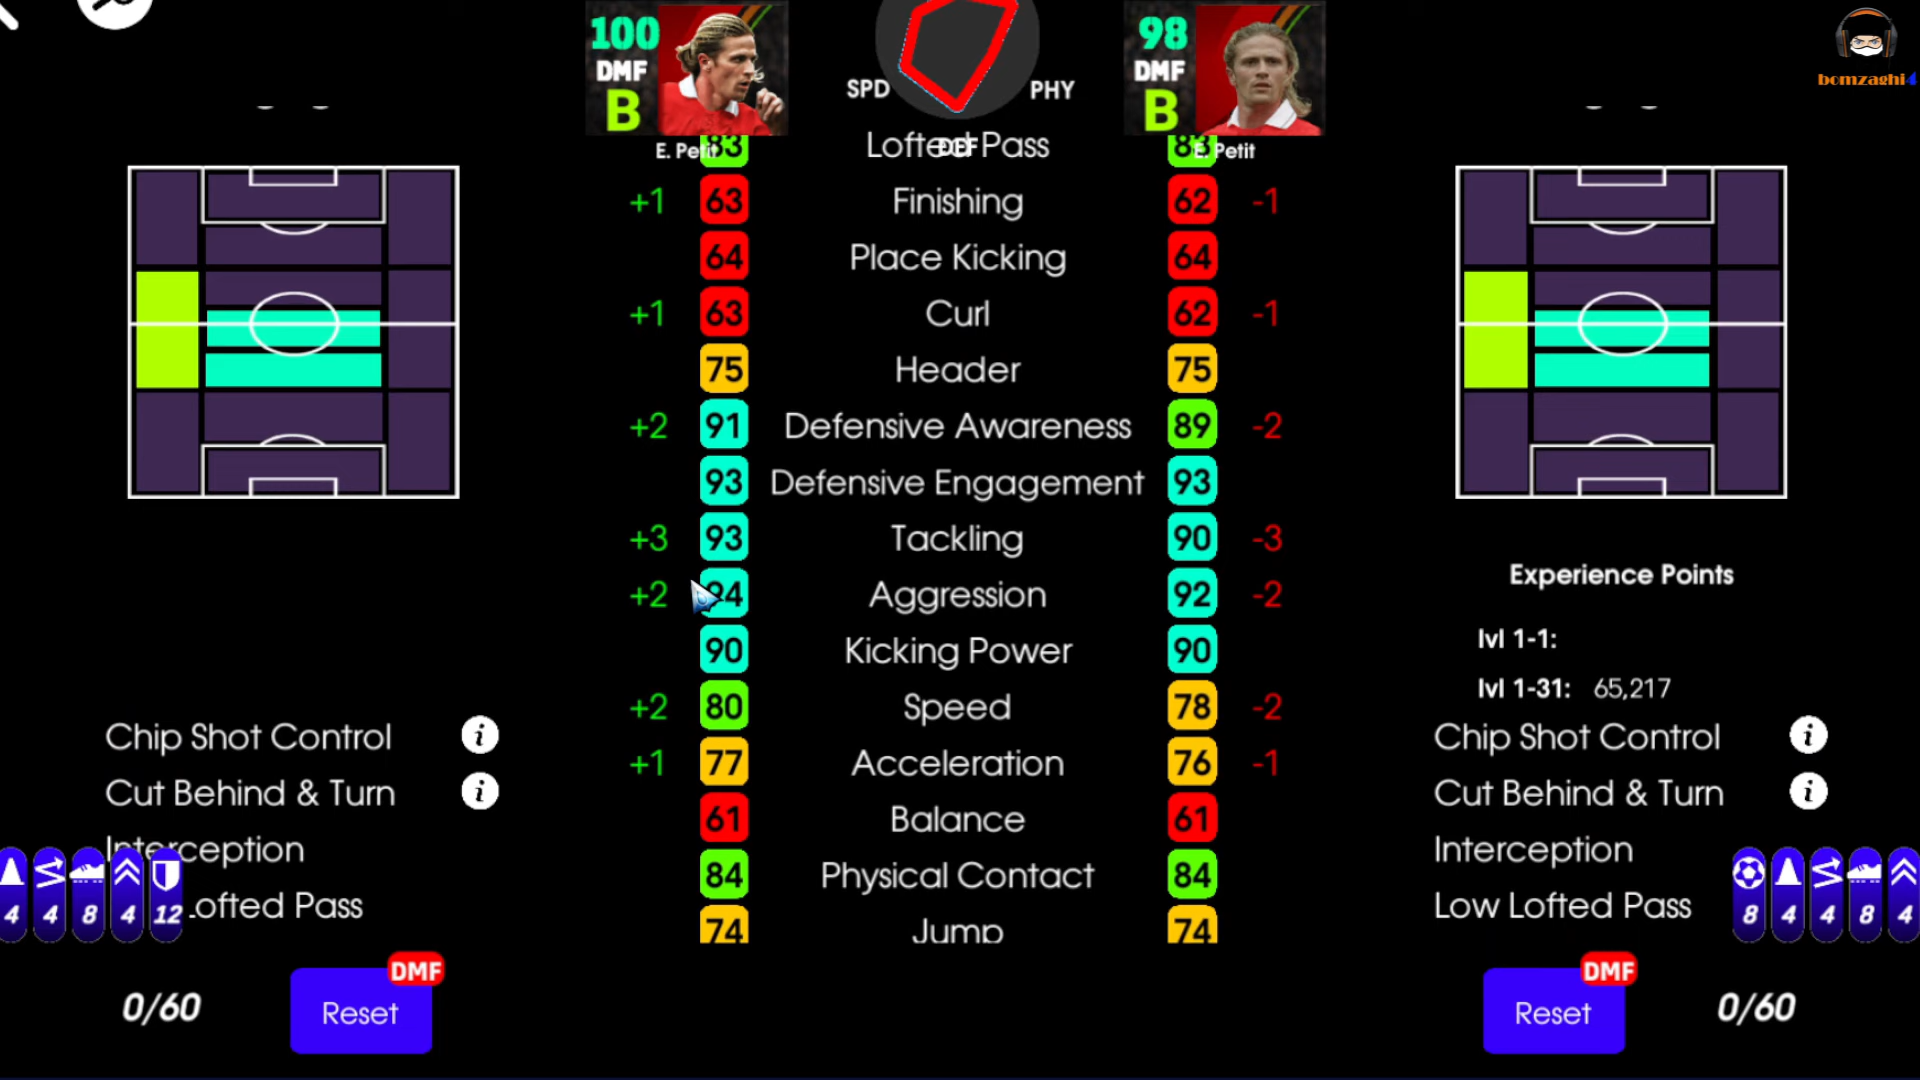 100
DMF
B
E. Petit
SPD
PHY
98
DMF
B
E. Petit
bomzaghi4
83 Lofted Pass 83
+1 63 Finishing 62 -1
64 Place Kicking 64
+1 63 Curl 62 -1
75 Header 75
+2 91 Defensive Awareness 89 -2
93 Defensive Engagement 93
+3 93 Tackling 90 -3
+2 94 Aggression 92 -2
90 Kicking Power 90
+2 80 Speed 78 -2
+1 77 Acceleration 76 -1
61 Balance 61
84 Physical Contact 84
74 Jump 74
Chip Shot Control
Cut Behind & Turn
Interception
Lofted Pass
4 4 8 4 12
0/60
Reset
DMF
Experience Points
lvl 1-1:
lvl 1-31: 65,217
Chip Shot Control
Cut Behind & Turn
Interception
Low Lofted Pass
8 4 4 8 4
DMF
Reset
0/60